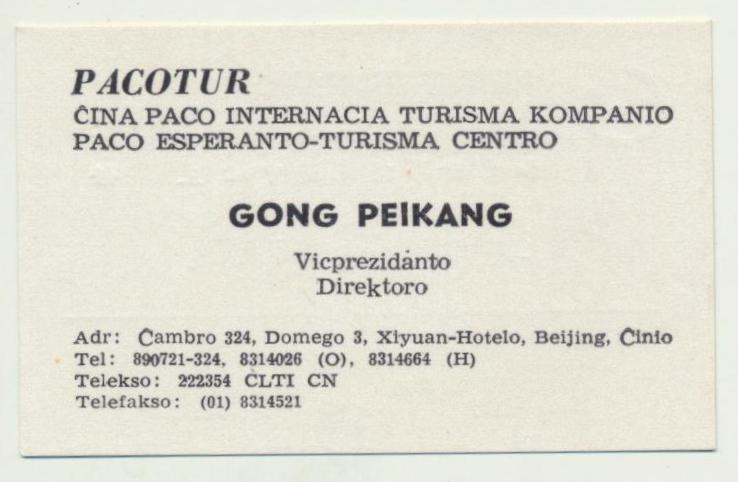 PACOTUR
ĈINA PACO INTERNACIA TURISMA KOMPANIO
PACO ESPERANTO-TURISMA CENTRO
GONG PEIKANG
Vicprezidanto
Direktoro
Adr: Ĉambro 324, Domego 3, Xiyuan-Hotelo, Beijing, Ĉinio
Tel: 890721-324, 8314026 (O), 8314664 (H)
Telekso: 222354 CLTI CN
Telefakso: (01) 8314521